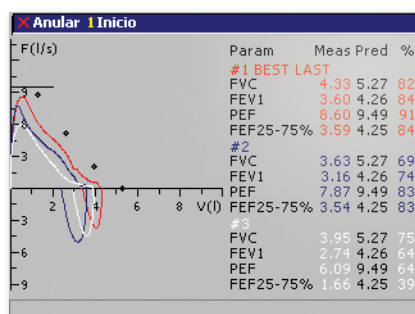 Anular 1 Inicio
F(l/s)
Param Meas Pred %
#1 BEST LAST
FVC 4.33 5.27 82
FEV1 3.60 4.26 84
PEF 8.60 9.49 91
FEF25-75% 3.59 4.25 84
#2
FVC 3.63 5.27 69
FEV1 3.16 4.26 74
PEF 7.87 9.49 83
FEF25-75% 3.54 4.25 83
#3
FVC 3.95 5.27 75
FEV1 2.74 4.26 64
PEF 6.09 9.49 64
FEF25-75% 1.66 4.25 39
9
3
2 4 6 8 V(l)
-3
-6
-9